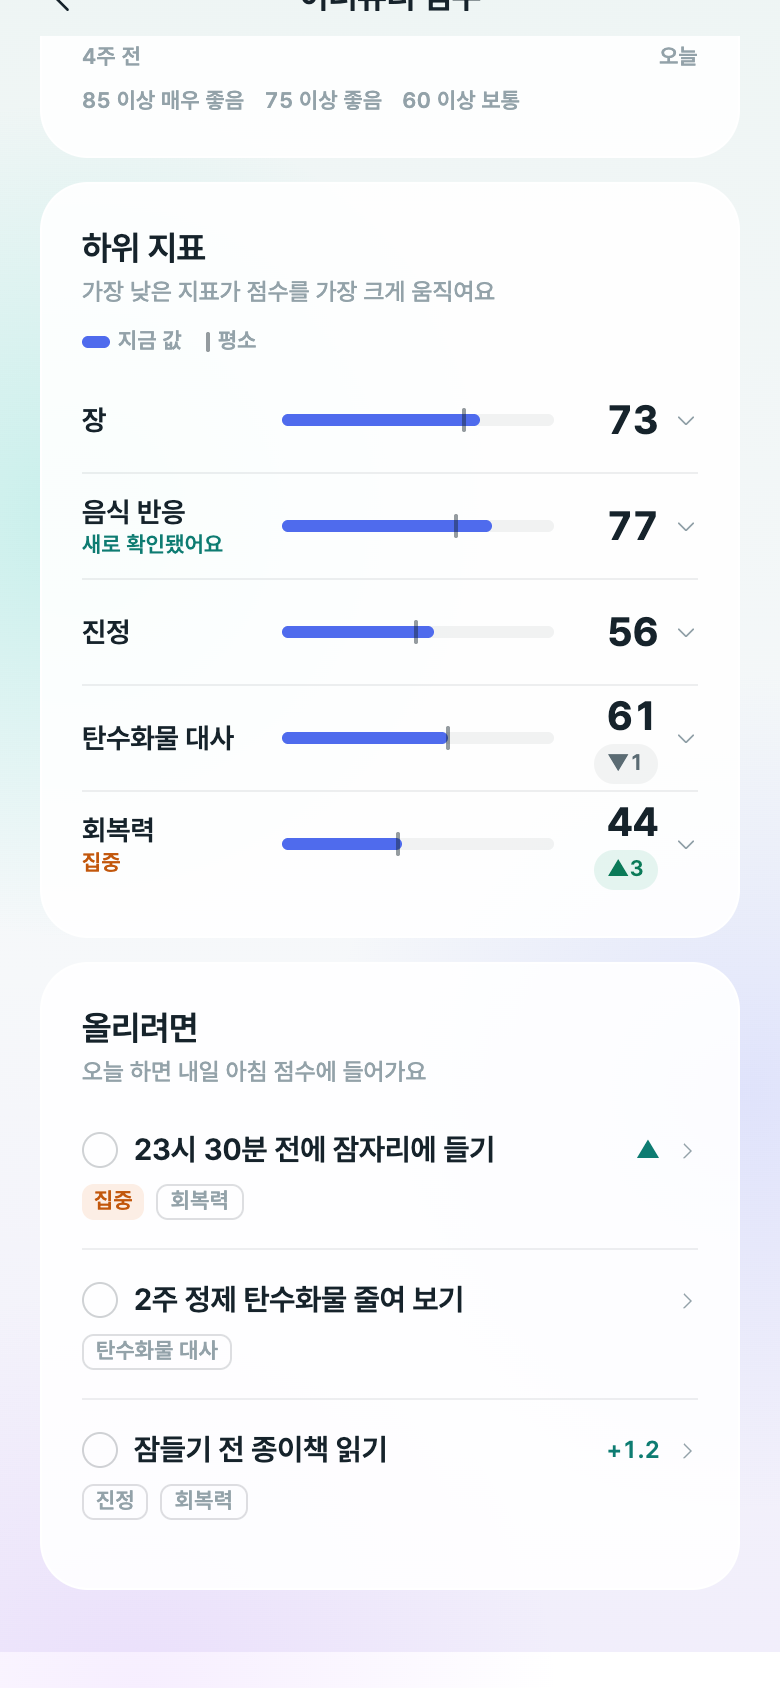 4주 전
오늘
85 이상 매우 좋음 75 이상 좋음 60 이상 보통
하위 지표
가장 낮은 지표가 점수를 가장 크게 움직여요
지금 값 평소
장 73
음식 반응 77
새로 확인됐어요
진정 56
탄수화물 대사 61
▼1
회복력 44
집중 ▲3
올리려면
오늘 하면 내일 아침 점수에 들어가요
23시 30분 전에 잠자리에 들기 ▲
집중 회복력
2주 정제 탄수화물 줄여 보기
탄수화물 대사
잠들기 전 종이책 읽기 +1.2
진정 회복력